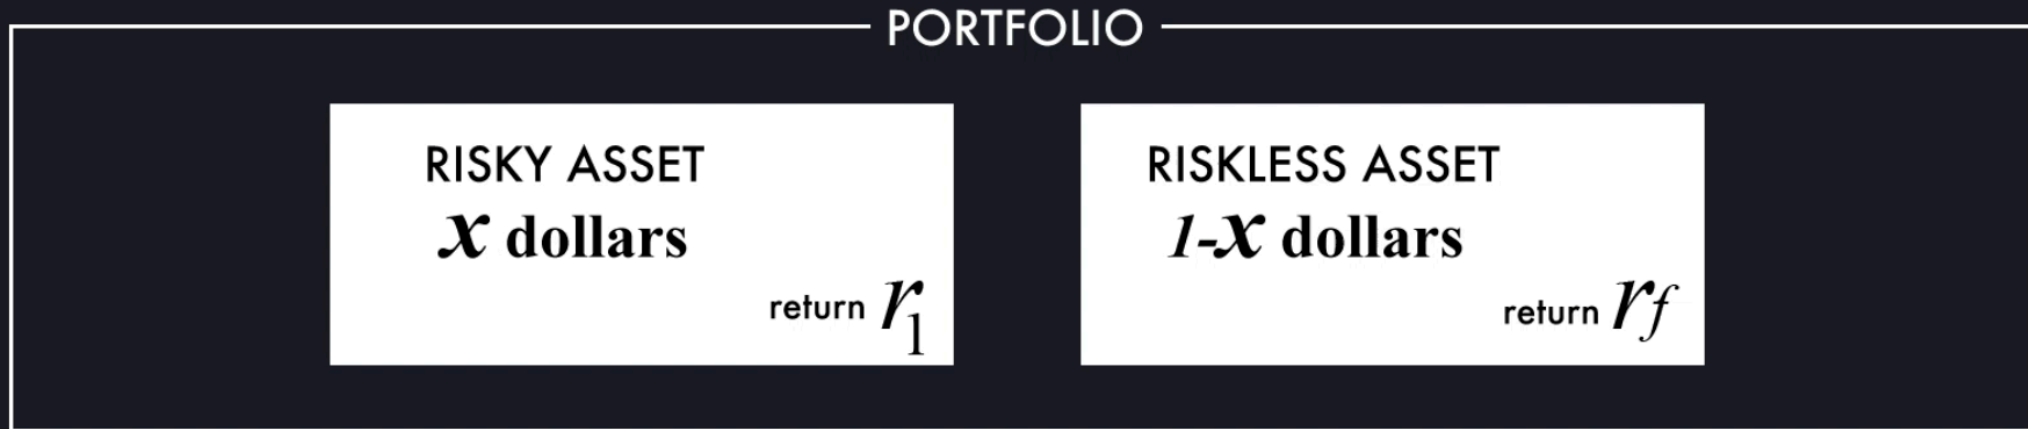 PORTFOLIO
RISKY ASSET
x dollars
return r1
RISKLESS ASSET
1-x dollars
return rf